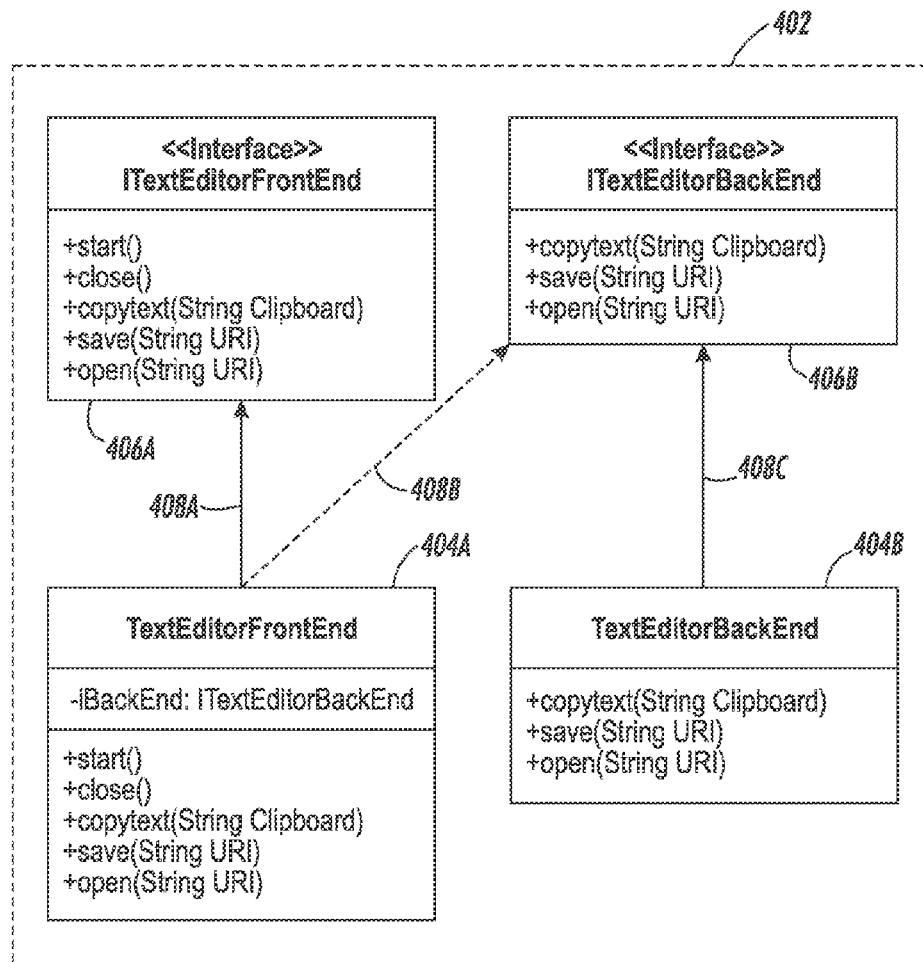 402
<<Interface>>
ITextEditorFrontEnd
+start()
+close()
+copytext(String Clipboard)
+save(String URI)
+open(String URI)
406A
<<Interface>>
ITextEditorBackEnd
+copytext(String Clipboard)
+save(String URI)
+open(String URI)
406B
408A
408B
408C
404A
TextEditorFrontEnd
-iBackEnd: ITextEditorBackEnd
+start()
+close()
+copytext(String Clipboard)
+save(String URI)
+open(String URI)
404B
TextEditorBackEnd
+copytext(String Clipboard)
+save(String URI)
+open(String URI)